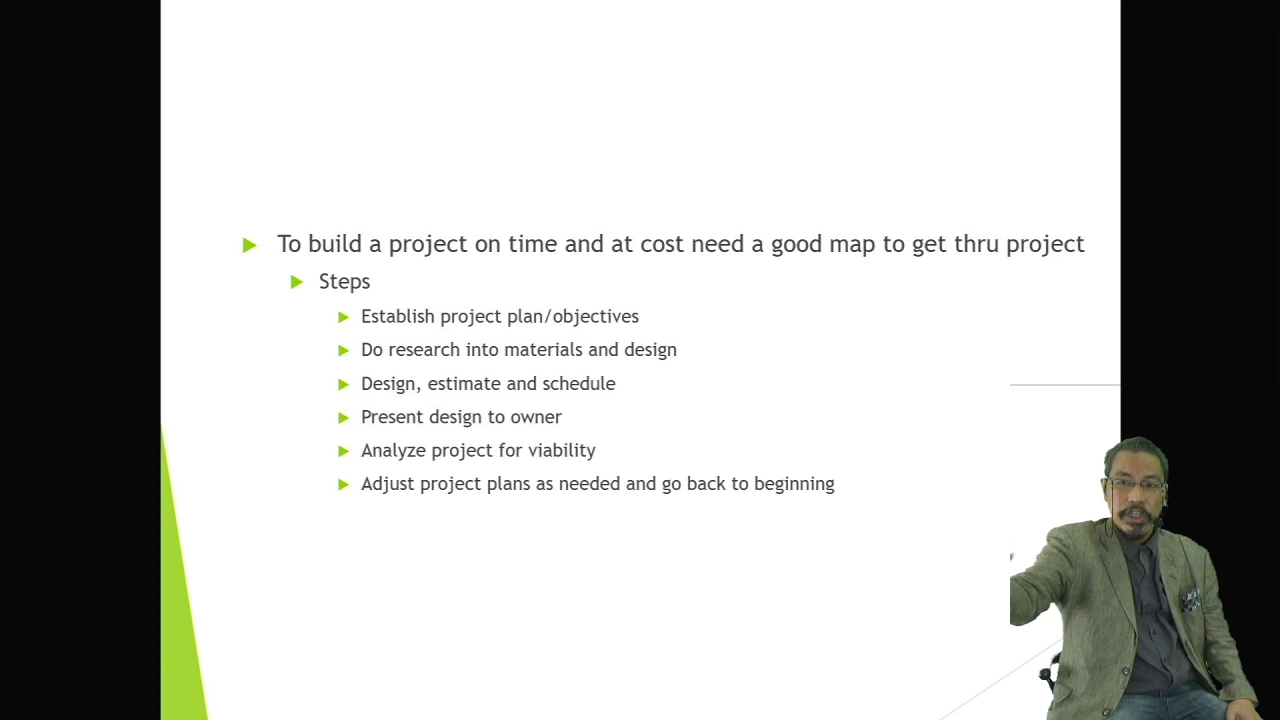 To build a project on time and at cost need a good map to get thru project
Steps
Establish project plan/objectives
Do research into materials and design
Design, estimate and schedule
Present design to owner
Analyze project for viability
Adjust project plans as needed and go back to beginning